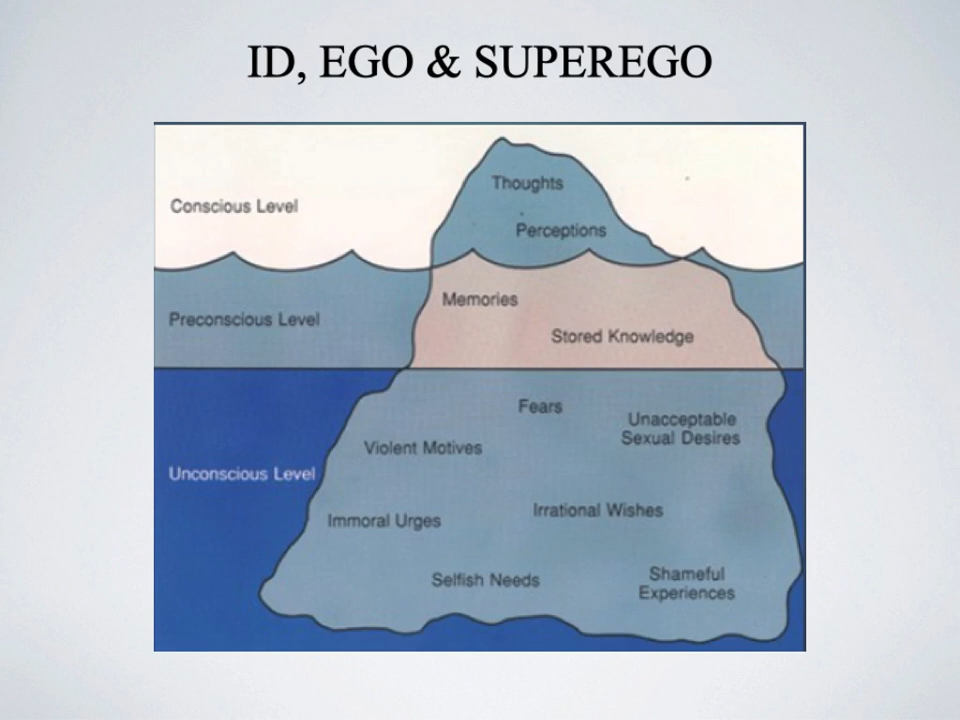 ID, EGO & SUPEREGO
Thoughts
Conscious Level
Perceptions
Memories
Preconscious Level
Stored Knowledge
Fears
Unacceptable
Sexual Desires
Violent Motives
Unconscious Level
Irrational Wishes
Immoral Urges
Selfish Needs
Shameful
Experiences